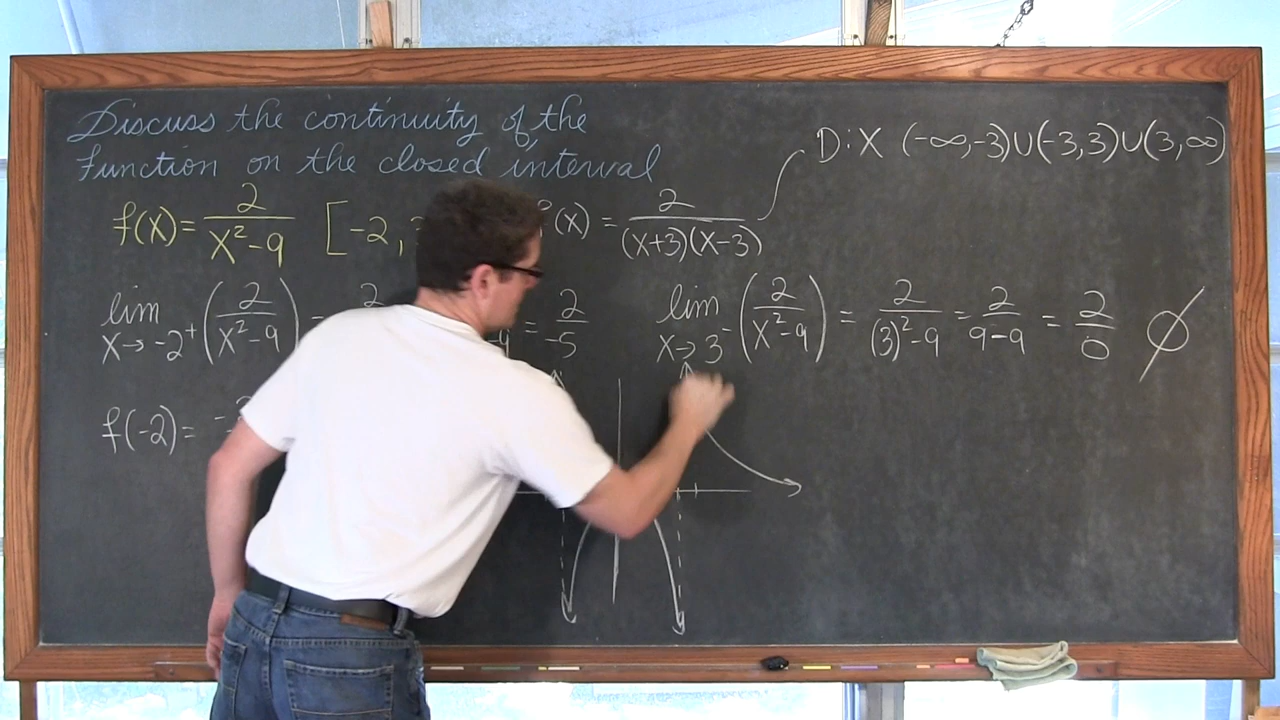 Discuss the continuity of the
function on the closed interval
D: X (-∞,-3)∪(-3,3)∪(3,∞)
f(x) = 2/(x²-9) [-2,
(x) = 2/((x+3)(x-3))
lim x→-2⁺ (2/(x²-9)) = 2 = 2/-5
lim x→3⁻ (2/(x²-9)) = 2/((3)²-9) = 2/(9-9) = 2/0 ∅
f(-2) =